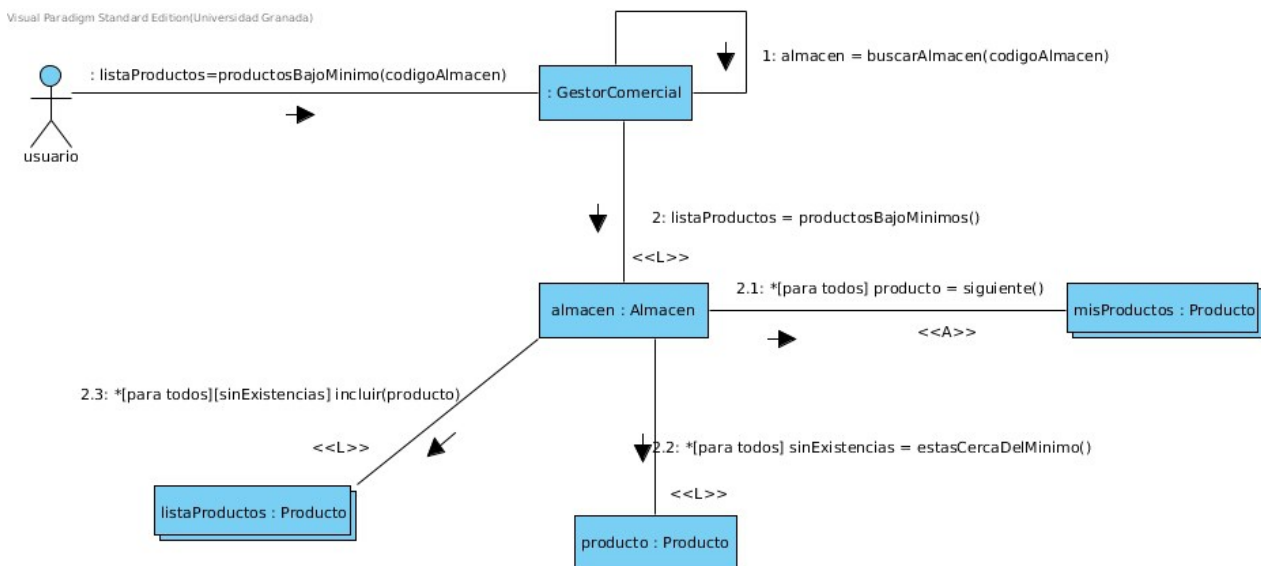 Visual Paradigm Standard Edition(Universidad Granada)
1: almacen = buscarAlmacen(codigoAlmacen)
: listaProductos=productosBajoMinimo(codigoAlmacen)
: GestorComercial
usuario
2: listaProductos = productosBajoMinimos()
<<L>>
2.1: *[para todos] producto = siguiente()
almacen : Almacen
misProductos : Producto
<<A>>
2.3: *[para todos][sinExistencias] incluir(producto)
<<L>>
2.2: *[para todos] sinExistencias = estasCercaDelMinimo()
<<L>>
listaProductos : Producto
producto : Producto